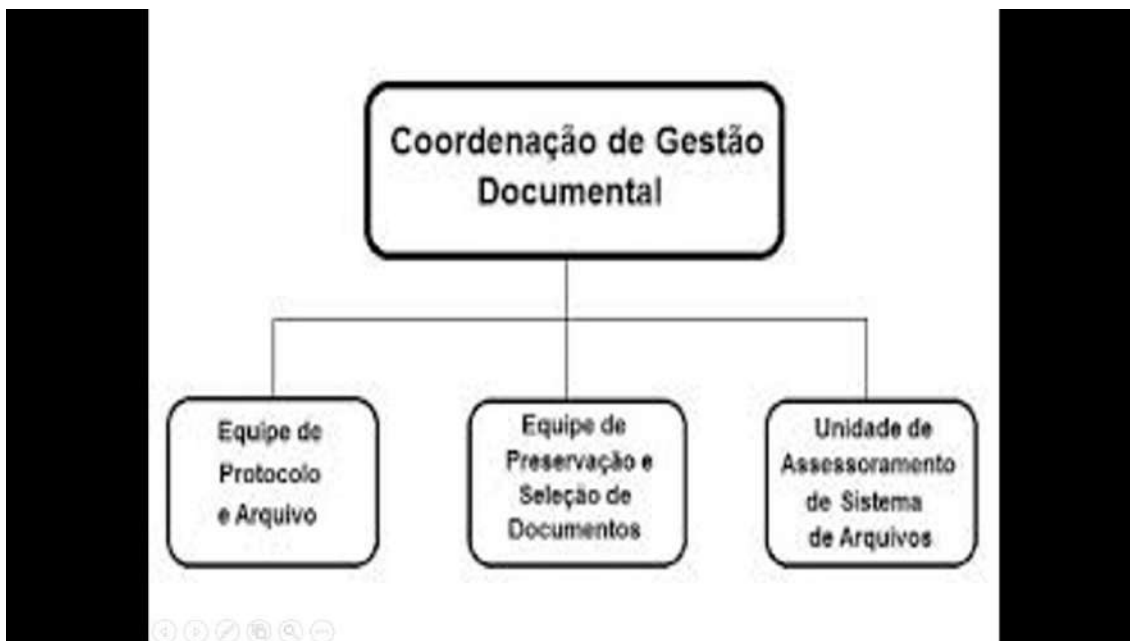 Coordenação de Gestão
Documental
Equipe de
Protocolo
e Arquivo
Equipe de
Preservação e
Seleção de
Documentos
Unidade de
Assessoramento
de Sistema
de Arquivos